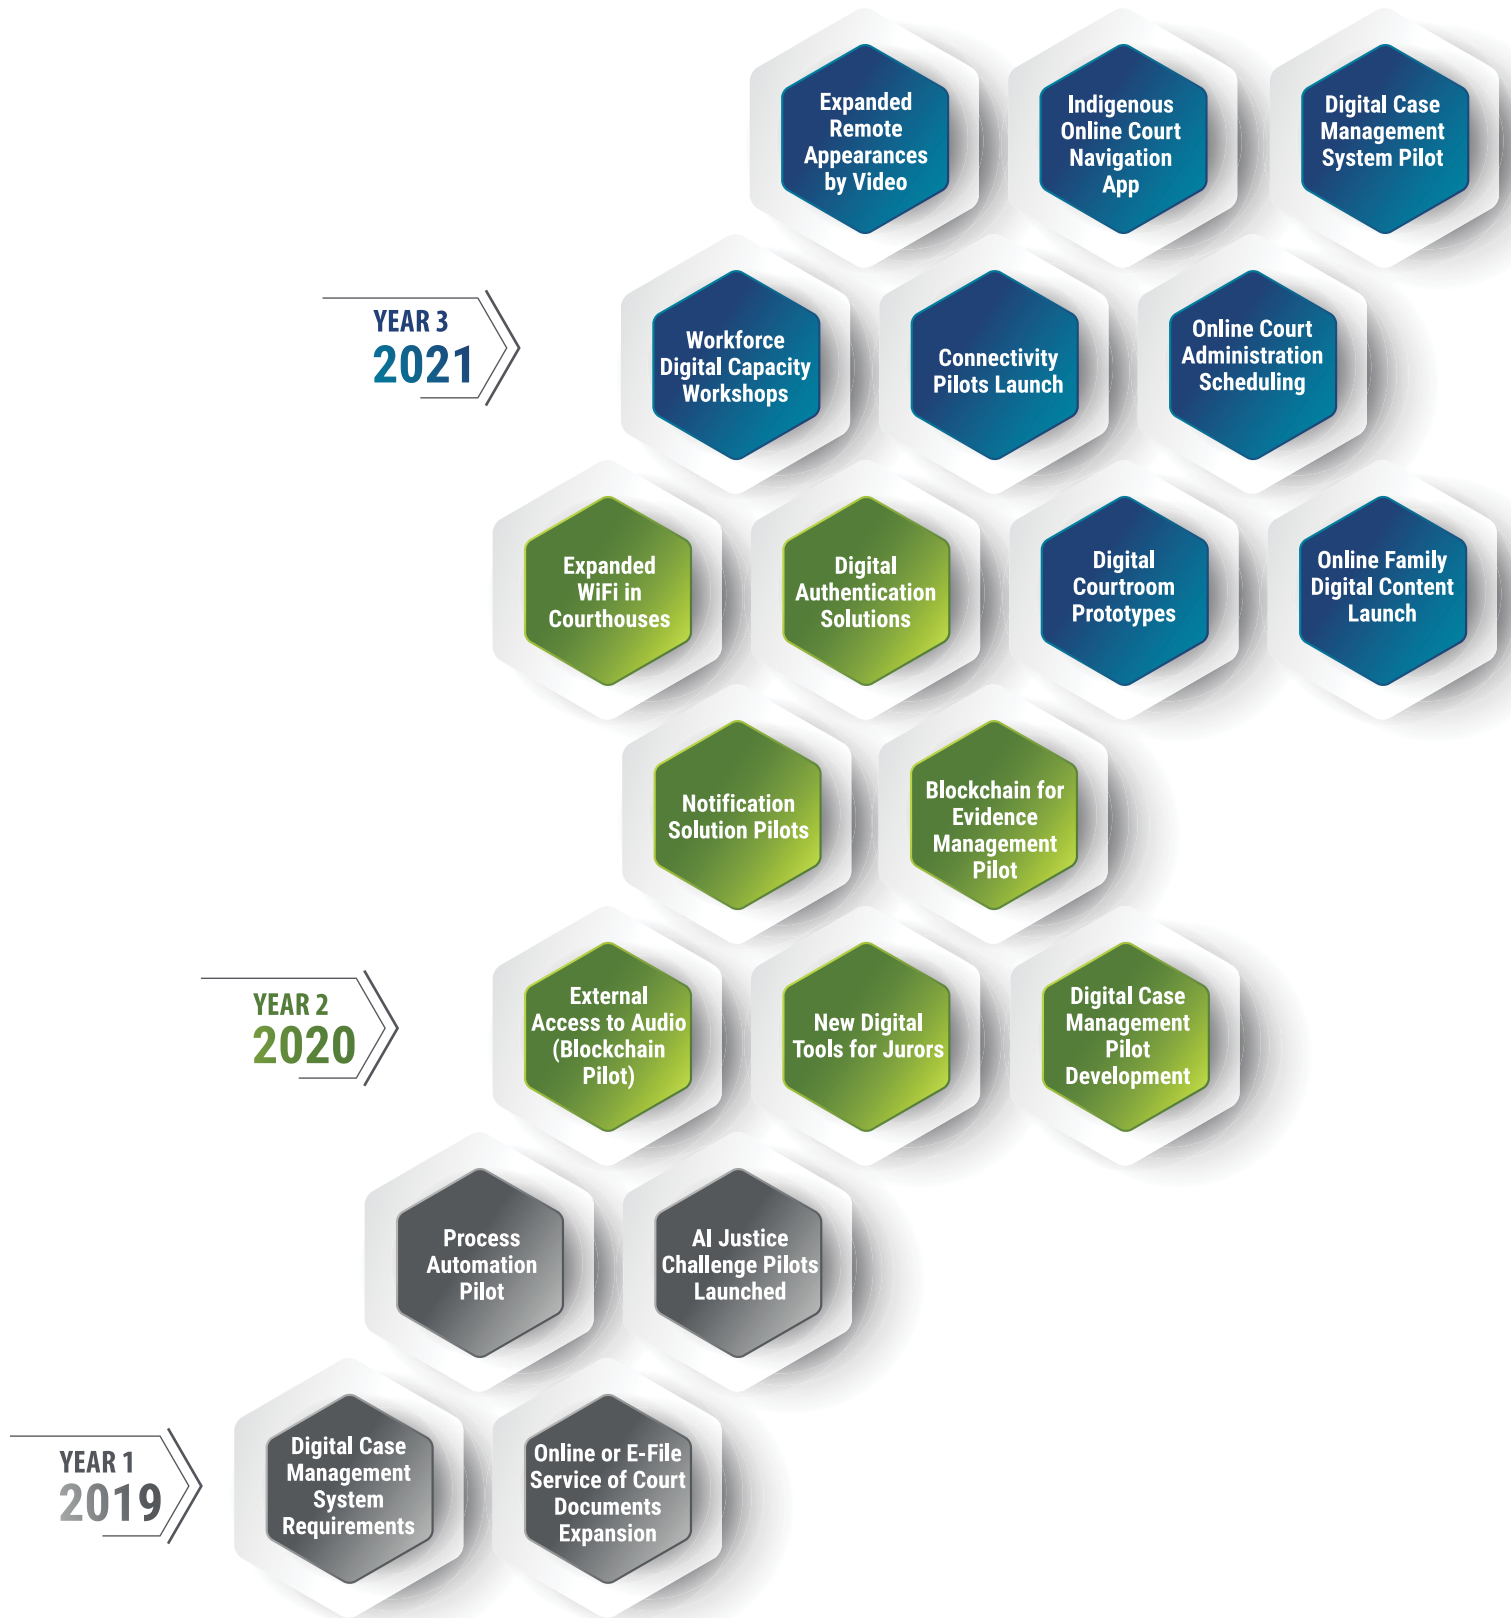 Expanded
Remote
Appearances
by Video
Indigenous
Online Court
Navigation
App
Digital Case
Management
System Pilot
YEAR 3
2021
Workforce
Digital Capacity
Workshops
Connectivity
Pilots Launch
Online Court
Administration
Scheduling
Expanded
WiFi in
Courthouses
Digital
Authentication
Solutions
Digital
Courtroom
Prototypes
Online Family
Digital Content
Launch
Notification
Solution Pilots
Blockchain for
Evidence
Management
Pilot
YEAR 2
2020
External
Access to Audio
(Blockchain
Pilot)
New Digital
Tools for Jurors
Digital Case
Management
Pilot
Development
Process
Automation
Pilot
AI Justice
Challenge Pilots
Launched
YEAR 1
2019
Digital Case
Management
System
Requirements
Online or E-File
Service of Court
Documents
Expansion